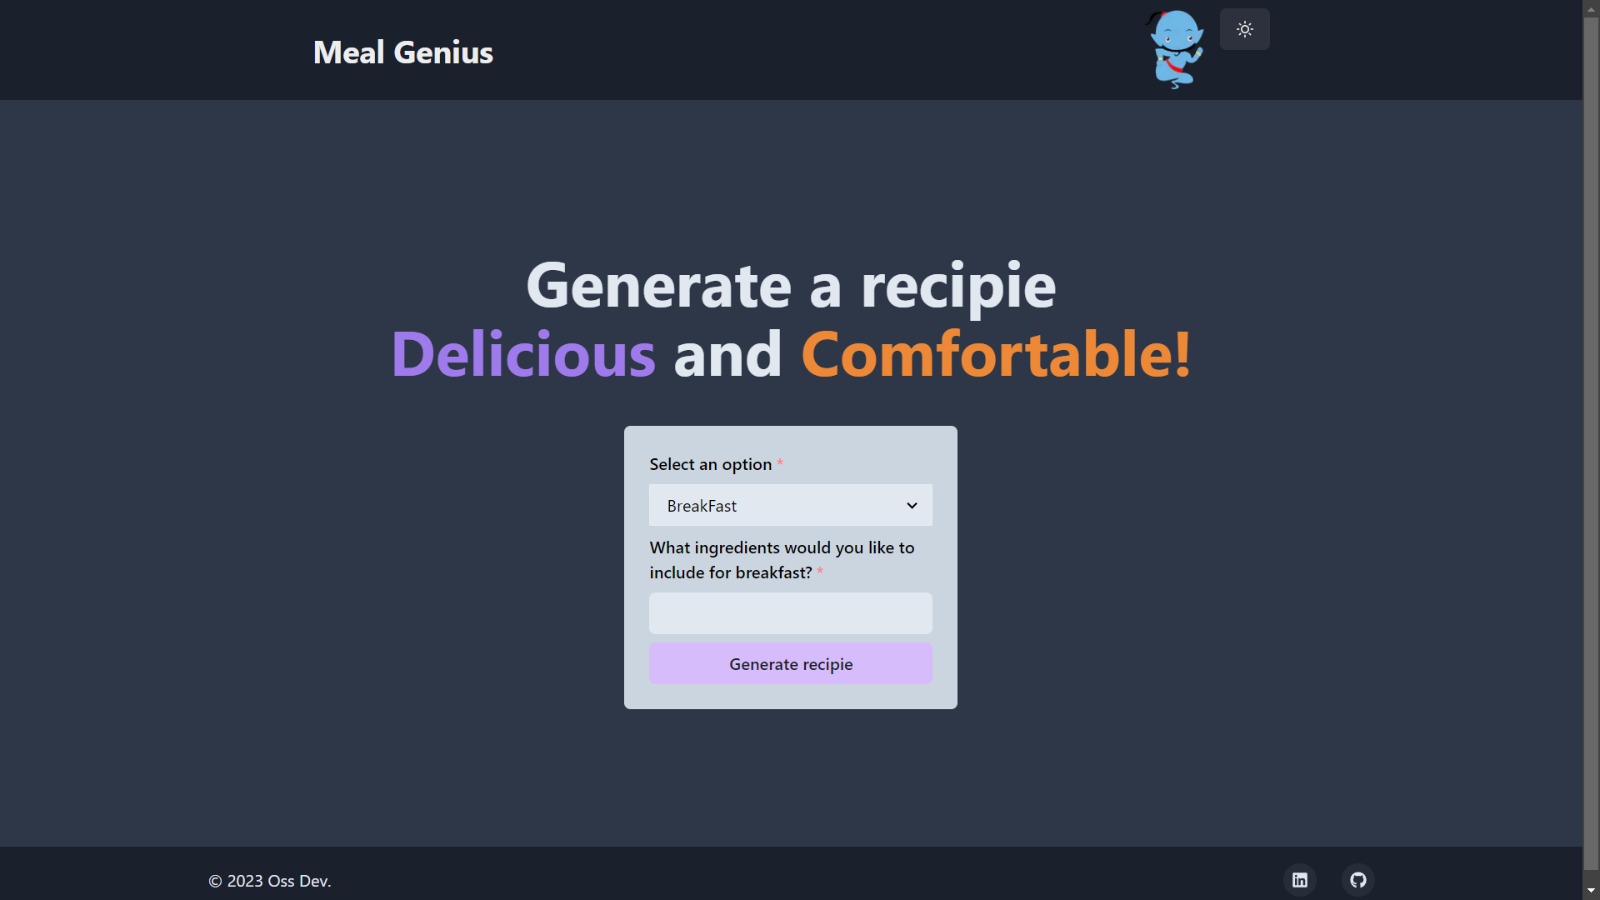 Meal Genius
Generate a recipie
Delicious and Comfortable!
Select an option *
BreakFast
What ingredients would you like to
include for breakfast? *
Generate recipie
© 2023 Oss Dev.
in